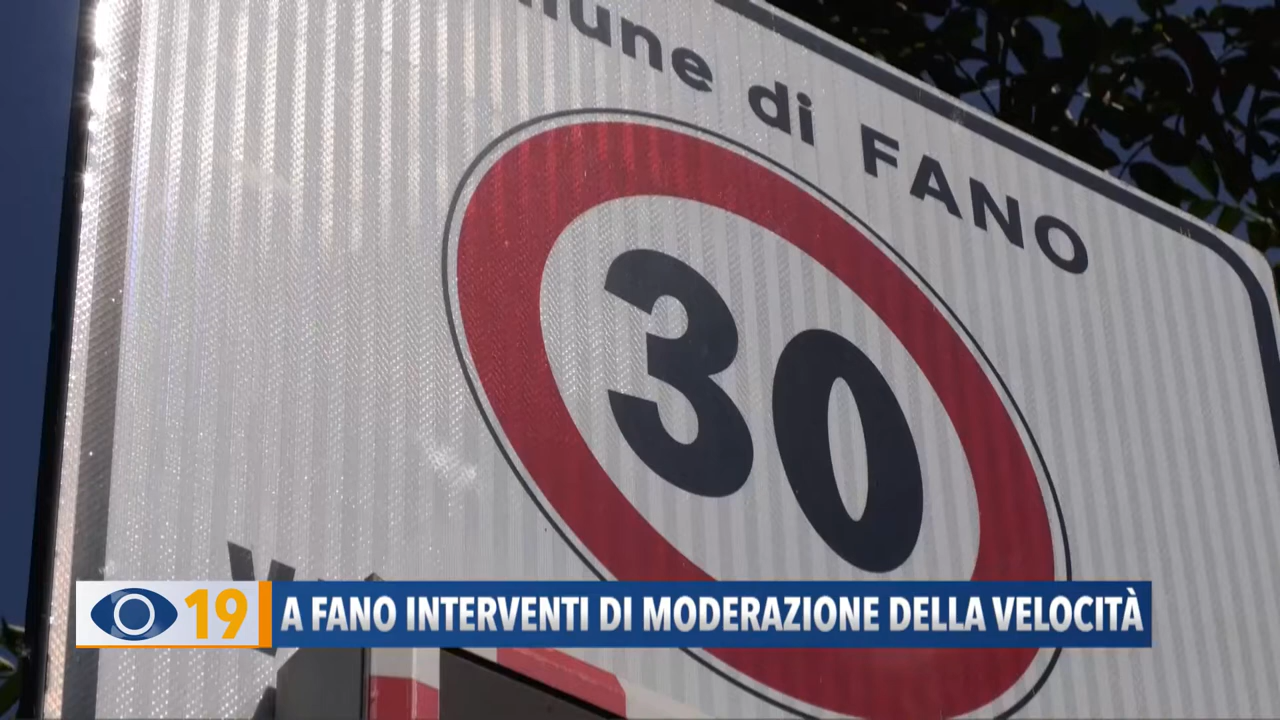 di FANO
30
19
A FANO INTERVENTI DI MODERAZIONE DELLA VELOCITÀ